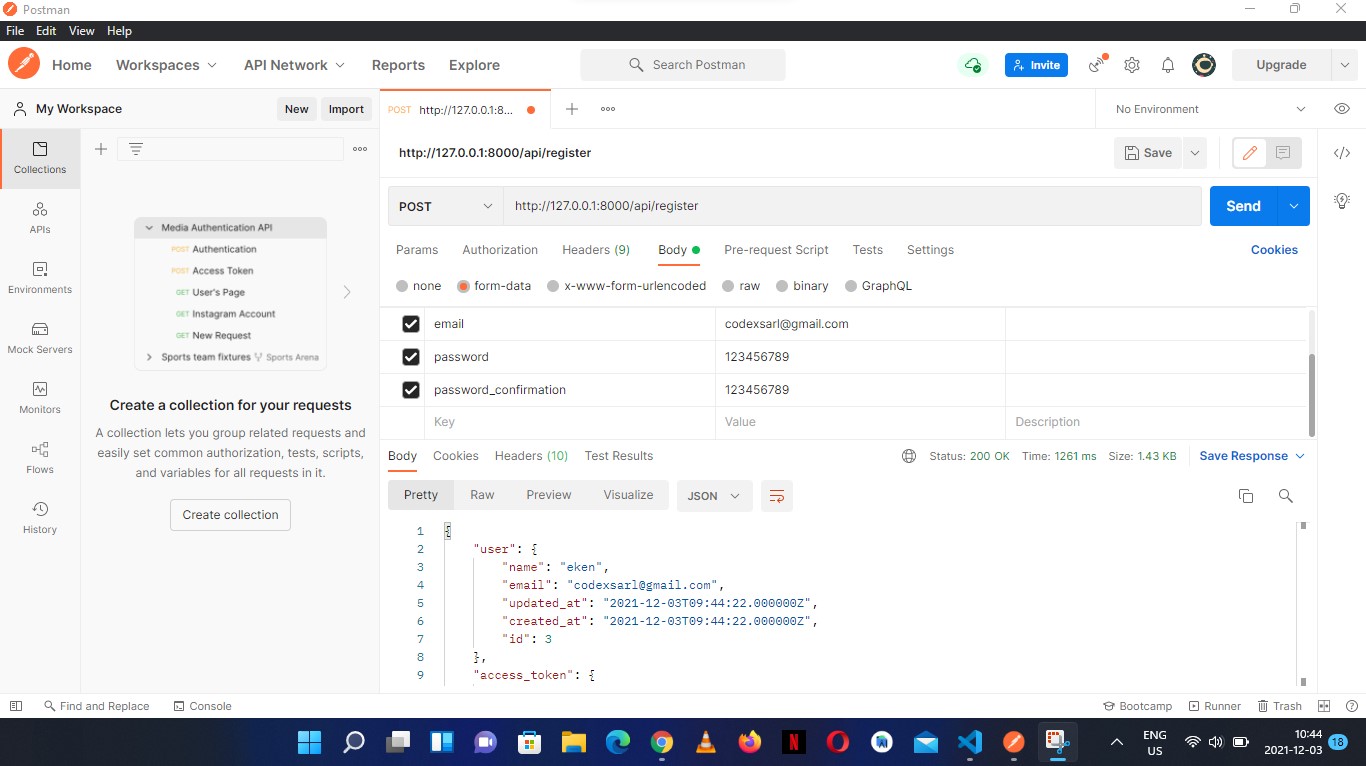 Postman
File Edit View Help
Home Workspaces API Network Reports Explore Search Postman Invite Upgrade
My Workspace New Import POST http://127.0.0.1:8... No Environment
Collections
APIs
Environments
Mock Servers
Monitors
Flows
History
Media Authentication API
POST Authentication
POST Access Token
GET User's Page
GET Instagram Account
GET New Request
Sports team fixtures Sports Arena
Create a collection for your requests
A collection lets you group related requests and
easily set common authorization, tests, scripts,
and variables for all requests in it.
Create collection
http://127.0.0.1:8000/api/register Save
POST http://127.0.0.1:8000/api/register Send
Params Authorization Headers (9) Body Pre-request Script Tests Settings Cookies
none form-data x-www-form-urlencoded raw binary GraphQL
email codexsarl@gmail.com
password 123456789
password_confirmation 123456789
Key Value Description
Body Cookies Headers (10) Test Results Status: 200 OK Time: 1261 ms Size: 1.43 KB Save Response
Pretty Raw Preview Visualize JSON
1 {
2 "user": {
3 "name": "eken",
4 "email": "codexsarl@gmail.com",
5 "updated_at": "2021-12-03T09:44:22.000000Z",
6 "created_at": "2021-12-03T09:44:22.000000Z",
7 "id": 3
8 },
9 "access_token": {
Find and Replace Console Bootcamp Runner Trash
ENG 10:44
US 2021-12-03 18